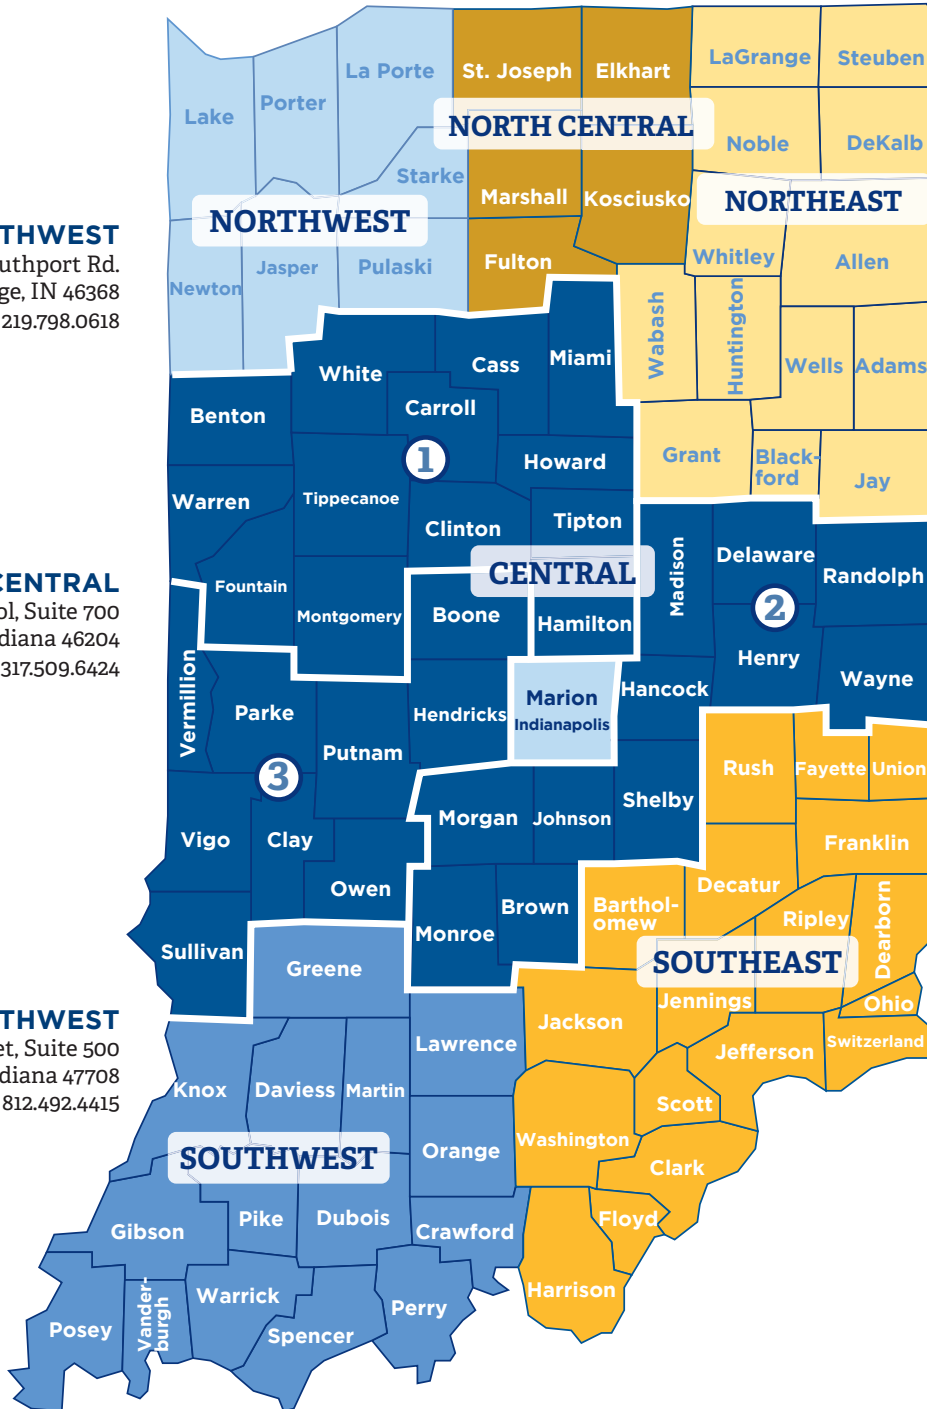 LaGrange
Steuben
St. Joseph
Elkhart
La Porte
Porter
Lake
NORTH CENTRAL
Noble
DeKalb
Starke
Marshall
Kosciusko
NORTHEAST
NORTHWEST
Whitley
Allen
Fulton
Jasper
Pulaski
Newton
THWEST
uthport Rd.
ge, IN 46368
219.798.0618
Wabash
Huntington
Wells
Adams
Miami
Cass
White
Carroll
Benton
1
Grant
Black-
ford
Jay
Howard
Tippecanoe
Warren
Clinton
Tipton
Madison
Delaware
Randolph
CENTRAL
CENTRAL
ol, Suite 700
diana 46204
317.509.6424
Fountain
Montgomery
Boone
Hamilton
2
Henry
Wayne
Hancock
Marion
Indianapolis
Hendricks
Vermillion
Parke
Putnam
3
Rush
Fayette
Union
Shelby
Morgan
Johnson
Vigo
Clay
Franklin
Owen
Decatur
Brown
Barthol-
omew
Ripley
Dearborn
Monroe
Sullivan
Greene
SOUTHEAST
Jennings
Ohio
Jackson
Switzerland
Jefferson
Lawrence
THWEST
et, Suite 500
diana 47708
812.492.4415
Knox
Daviess
Martin
Scott
Washington
Orange
SOUTHWEST
Clark
Pike
Dubois
Gibson
Crawford
Floyd
Harrison
Warrick
Vander-
burgh
Perry
Posey
Spencer